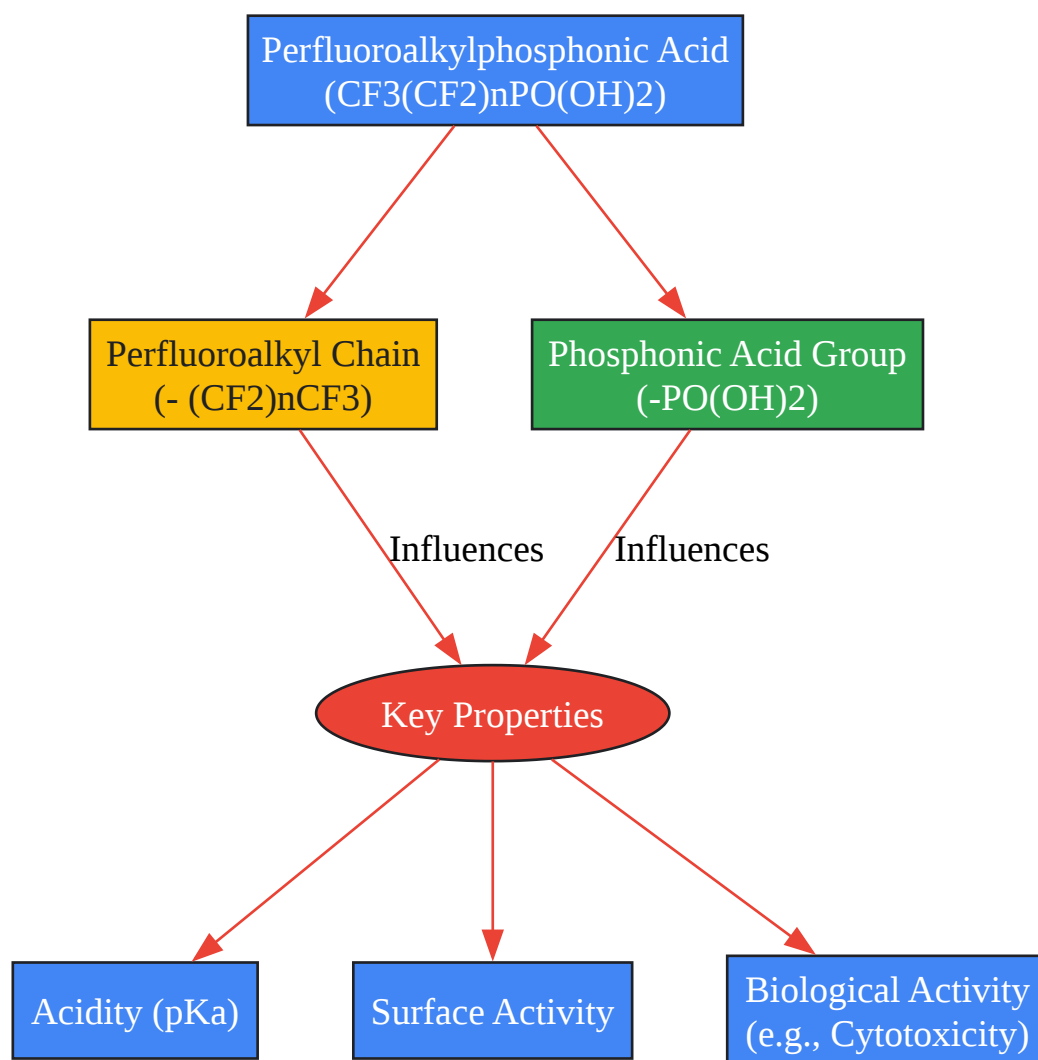 Perfluoroalkylphosphonic Acid
(CF3(CF2)nPO(OH)2)
Perfluoroalkyl Chain
(- (CF2)nCF3)
Phosphonic Acid Group
(-PO(OH)2)
Influences
Influences
Key Properties
Acidity (pKa)
Surface Activity
Biological Activity
(e.g., Cytotoxicity)